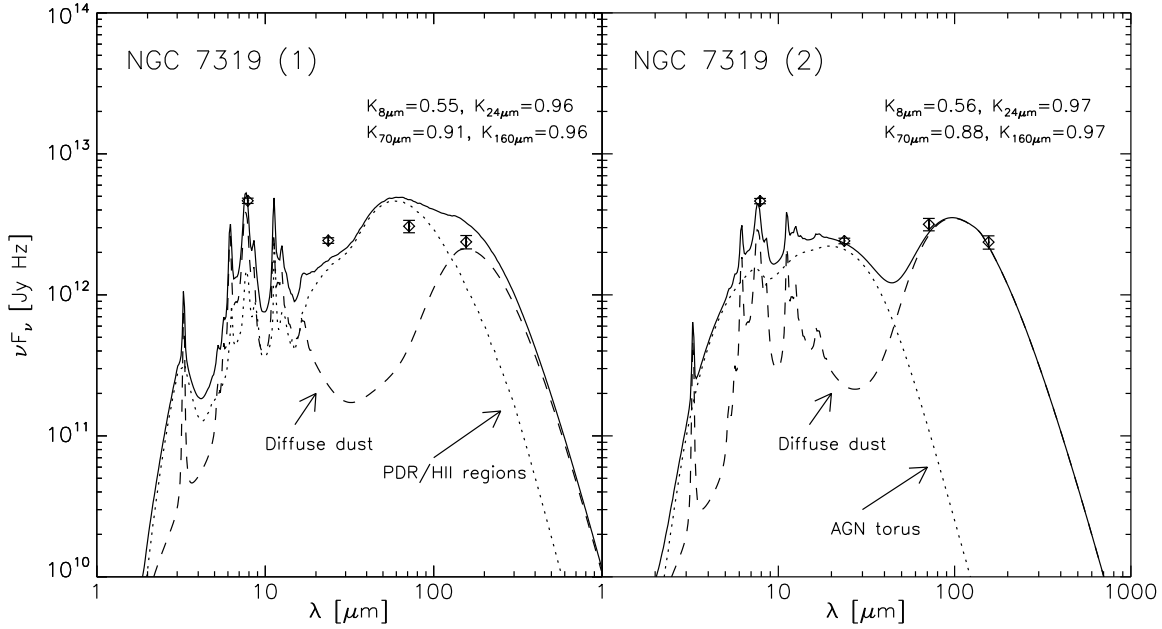 NGC 7319 (1)
K8μm=0.55, K24μm=0.96
K70μm=0.91, K160μm=0.96
Diffuse dust
PDR/HII regions
NGC 7319 (2)
K8μm=0.56, K24μm=0.97
K70μm=0.88, K160μm=0.97
Diffuse dust
AGN torus
νFν [Jy Hz]
10^14
10^13
10^12
10^11
10^10
1 10 100 1 10 100 1000
λ [μm] λ [μm]